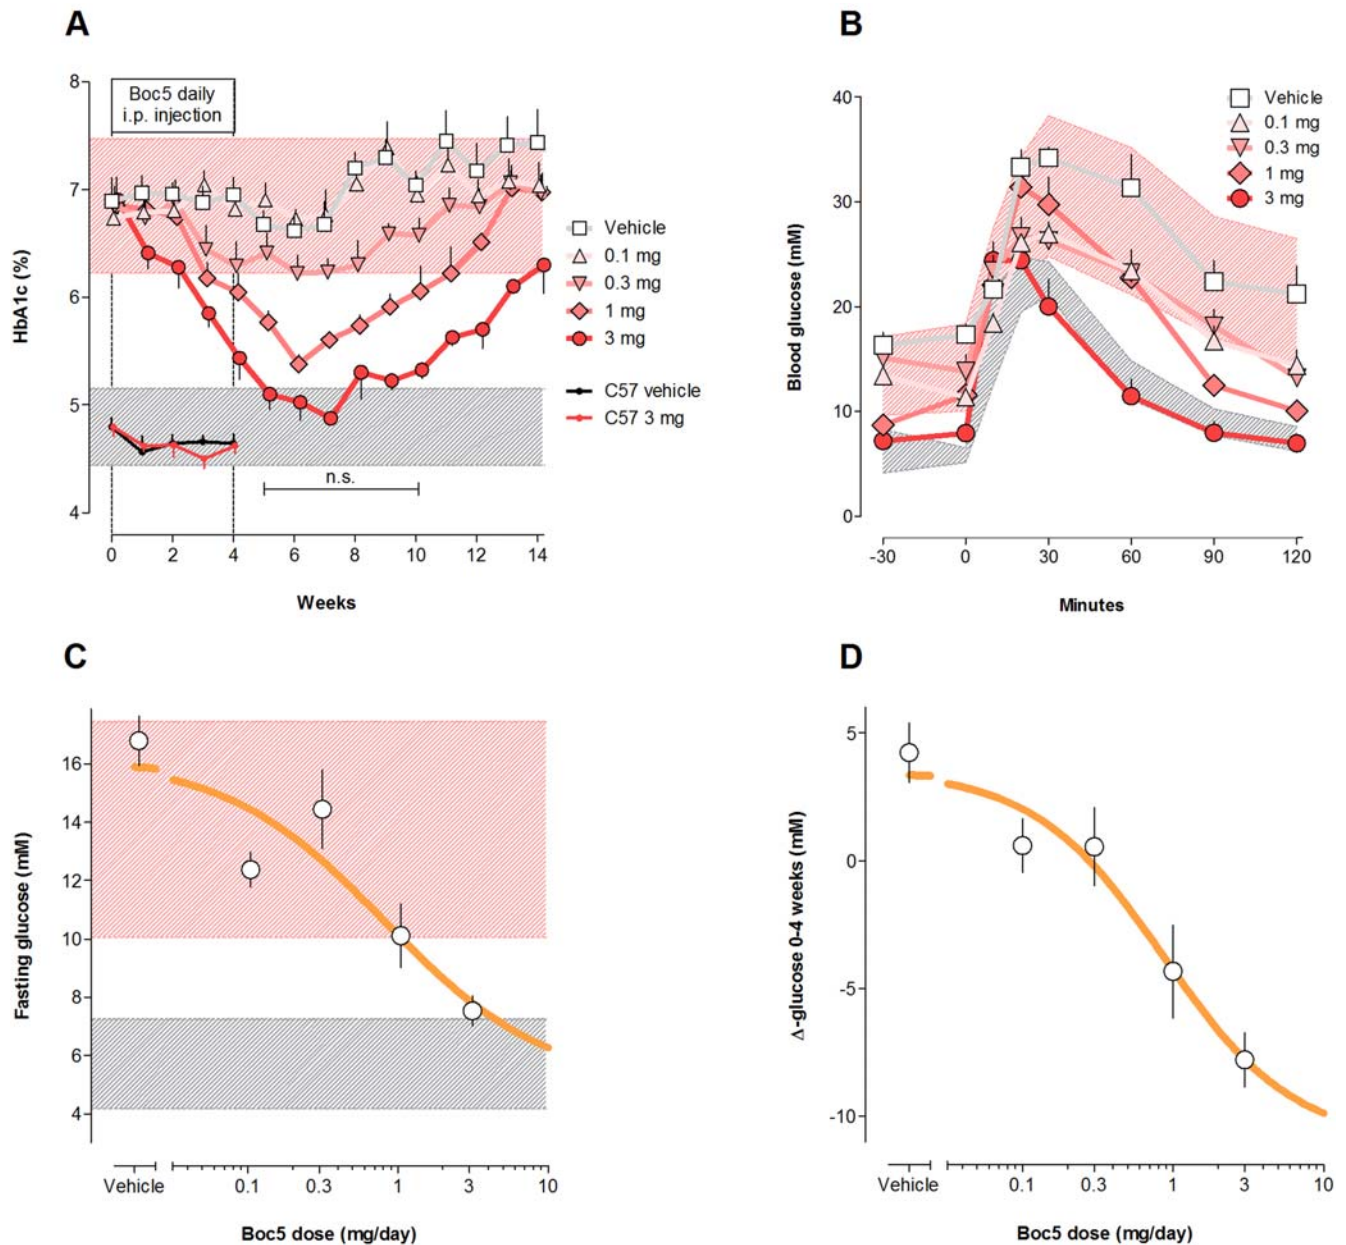 A
Boc5 daily
i.p. injection
HbA1c (%)
8
7
6
5
4
n.s.
0 2 4 6 8 10 12 14
Weeks
Vehicle
0.1 mg
0.3 mg
1 mg
3 mg
C57 vehicle
C57 3 mg
B
Blood glucose (mM)
40
30
20
10
0
-30 0 30 60 90 120
Minutes
Vehicle
0.1 mg
0.3 mg
1 mg
3 mg
C
Fasting glucose (mM)
16
14
12
10
8
6
4
Vehicle 0.1 0.3 1 3 10
Boc5 dose (mg/day)
D
Δ-glucose 0-4 weeks (mM)
5
0
-5
-10
Vehicle 0.1 0.3 1 3 10
Boc5 dose (mg/day)